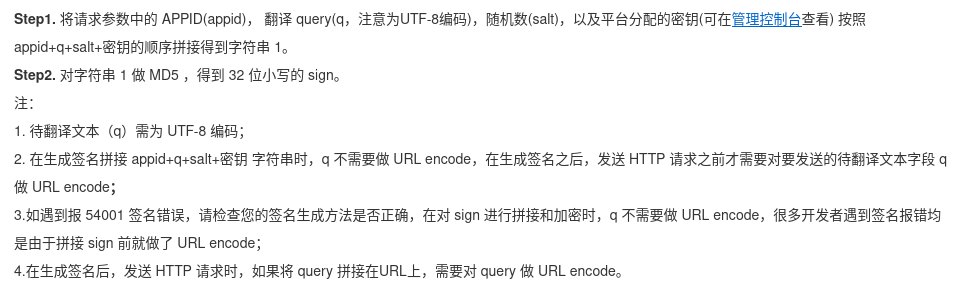 Step1. 将请求参数中的 APPID(appid)， 翻译 query(q，注意为UTF-8编码)，随机数(salt)，以及平台分配的密钥(可在管理控制台查看) 按照
appid+q+salt+密钥的顺序拼接得到字符串 1。
Step2. 对字符串 1 做 MD5 ，得到 32 位小写的 sign。
注：
1. 待翻译文本（q）需为 UTF-8 编码；
2. 在生成签名拼接 appid+q+salt+密钥 字符串时，q 不需要做 URL encode，在生成签名之后，发送 HTTP 请求之前才需要对要发送的待翻译文本字段 q
做 URL encode；
3.如遇到报 54001 签名错误，请检查您的签名生成方法是否正确，在对 sign 进行拼接和加密时，q 不需要做 URL encode，很多开发者遇到签名报错均
是由于拼接 sign 前就做了 URL encode；
4.在生成签名后，发送 HTTP 请求时，如果将 query 拼接在URL上，需要对 query 做 URL encode。